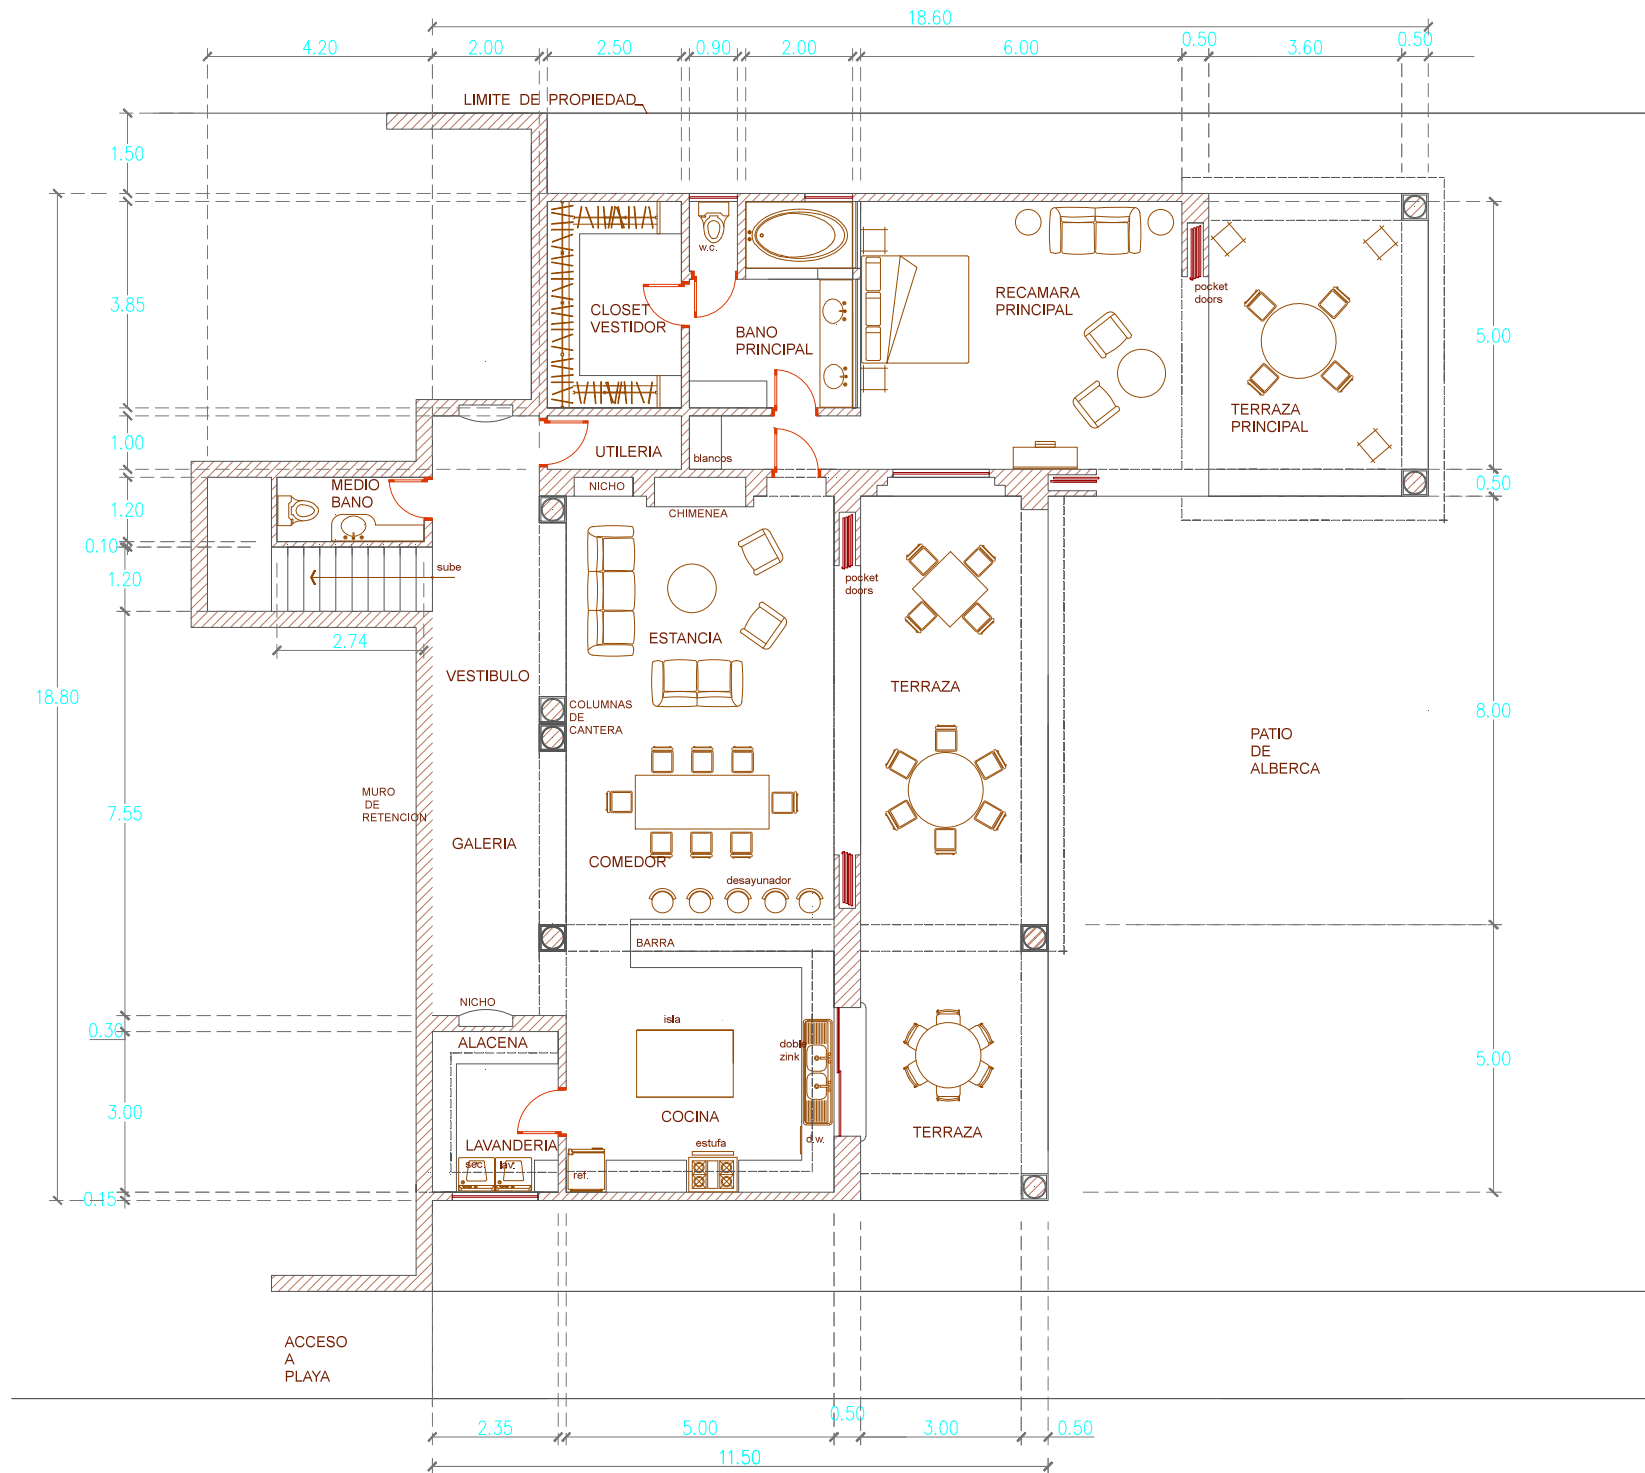 18.60
4.20
2.00
2.50
0.90
2.00
6.00
0.50
3.60
0.50
LIMITE DE PROPIEDAD
1.50
3.85
1.00
1.20
0.10
1.20
2.74
18.80
7.55
0.30
3.00
0.15
5.00
0.50
8.00
5.00
w.c.
CLOSET
VESTIDOR
BANO
PRINCIPAL
RECAMARA
PRINCIPAL
pocket
doors
TERRAZA
PRINCIPAL
UTILERIA
blancos
MEDIO
BANO
NICHO
CHIMENEA
sube
pocket
doors
ESTANCIA
VESTIBULO
TERRAZA
COLUMNAS
DE
CANTERA
PATIO
DE
ALBERCA
MURO
DE
RETENCION
GALERIA
COMEDOR
desayunador
BARRA
NICHO
isla
ALACENA
doble
zink
COCINA
LAVANDERIA
estufa
d.w.
TERRAZA
sec.
lav.
ref.
ACCESO
A
PLAYA
2.35
5.00
0.50
3.00
0.50
11.50